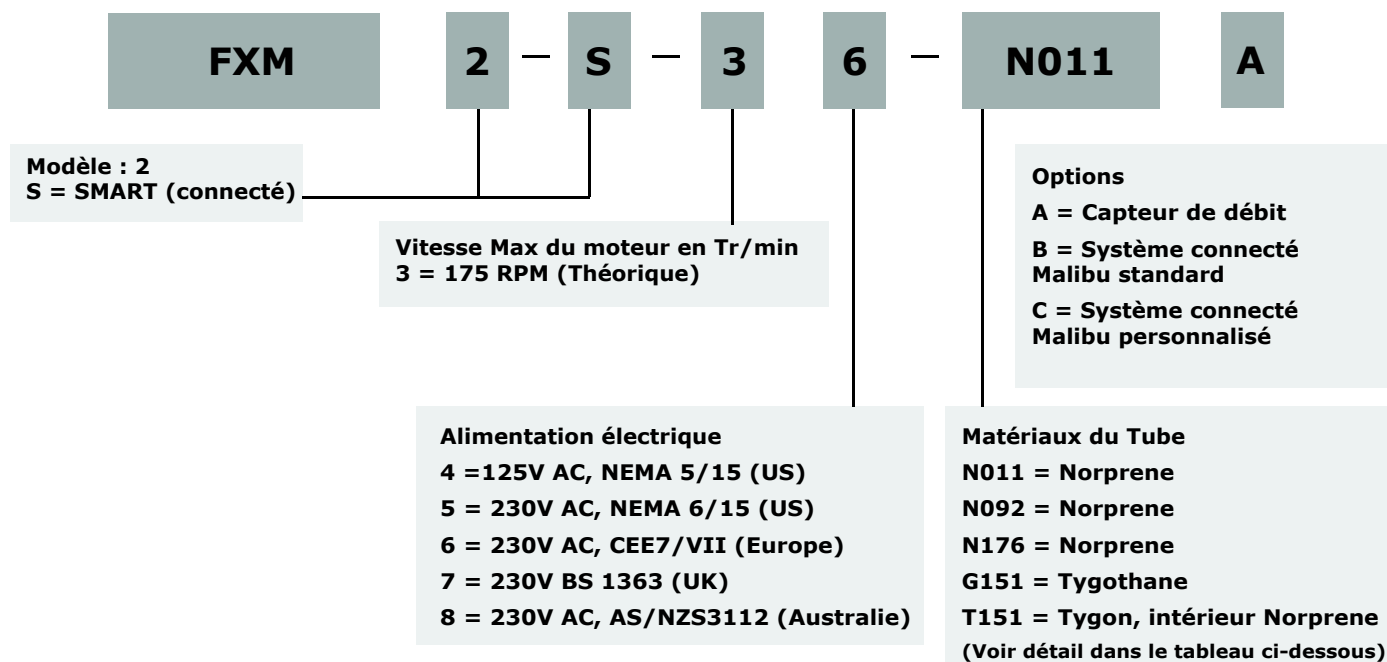 FXM 2 – S – 3 6 – N011 A
Modèle : 2
S = SMART (connecté)
Vitesse Max du moteur en Tr/min
3 = 175 RPM (Théorique)
Options
A = Capteur de débit
B = Système connecté
Malibu standard
C = Système connecté
Malibu personnalisé
Alimentation électrique
4 =125V AC, NEMA 5/15 (US)
5 = 230V AC, NEMA 6/15 (US)
6 = 230V AC, CEE7/VII (Europe)
7 = 230V BS 1363 (UK)
8 = 230V AC, AS/NZS3112 (Australie)
Matériaux du Tube
N011 = Norprene
N092 = Norprene
N176 = Norprene
G151 = Tygothane
T151 = Tygon, intérieur Norprene
(Voir détail dans le tableau ci-dessous)